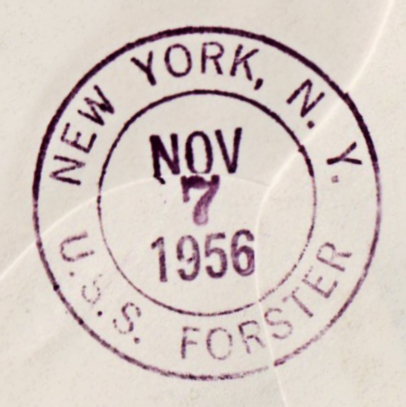 NEW YORK, N. Y.
NOV
7
1956
U.S.S. FORSTER